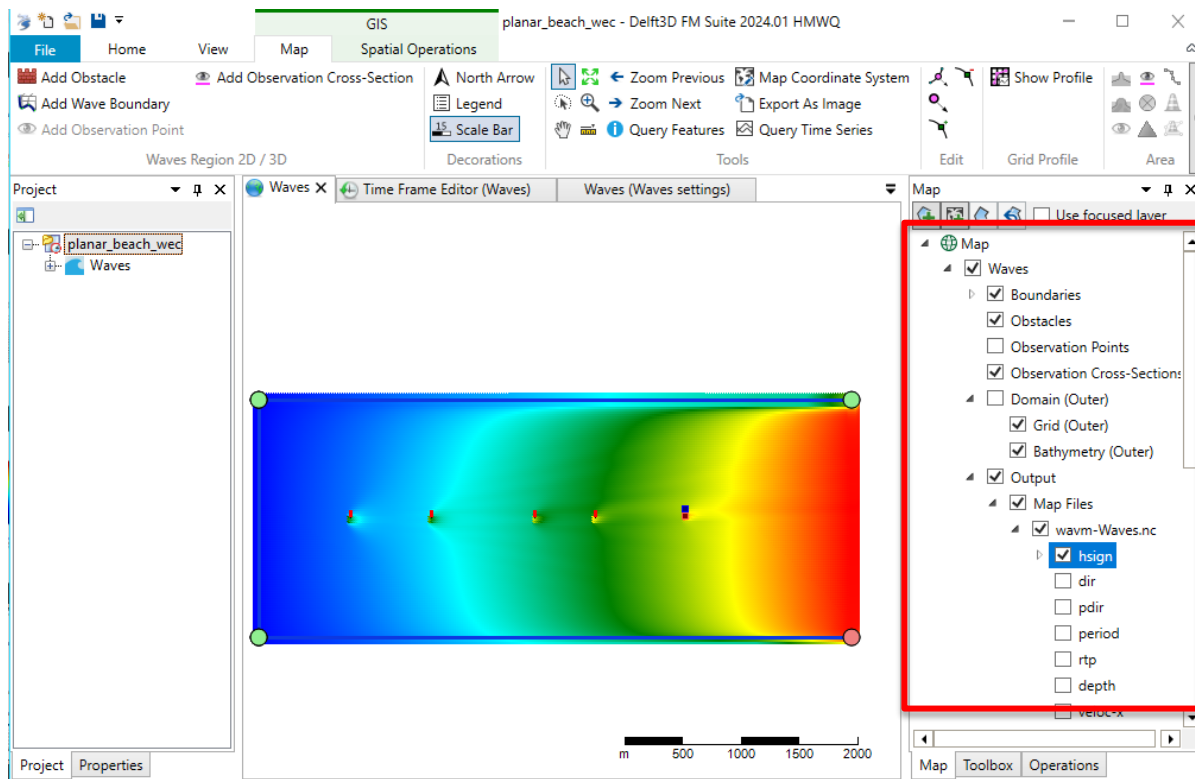 GIS
planar_beach_wec - Delft3D FM Suite 2024.01 HMWQ
File Home View Map Spatial Operations
Add Obstacle Add Observation Cross-Section North Arrow Zoom Previous Map Coordinate System Show Profile
Add Wave Boundary Legend Zoom Next Export As Image
Add Observation Point 15 Scale Bar Query Features Query Time Series
Waves Region 2D / 3D Decorations Tools Edit Grid Profile Area
Project
planar_beach_wec
Waves
Waves Time Frame Editor (Waves) Waves (Waves settings)
m 500 1000 1500 2000
Map
Use focused layer
Map
Waves
Boundaries
Obstacles
Observation Points
Observation Cross-Sections
Domain (Outer)
Grid (Outer)
Bathymetry (Outer)
Output
Map Files
wavm-Waves.nc
hsign
dir
pdir
period
rtp
depth
veloc-x
Project Properties
Map Toolbox Operations